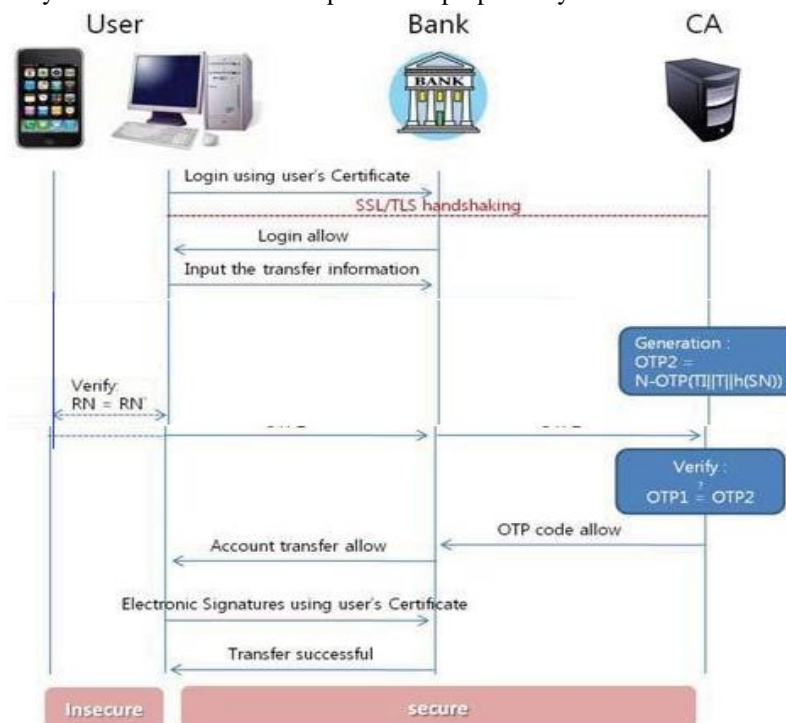 User Bank CA
BANK
Login using user's Certificate
SSL/TLS handshaking
Login allow
Input the transfer information
Generation :
OTP2 =
N-OTP(TI||T||h(SN))
Verify:
RN = RN'
Verify :
?
OTP1 = OTP2
OTP code allow
Account transfer allow
Electronic Signatures using user's Certificate
Transfer successful
Insecure secure